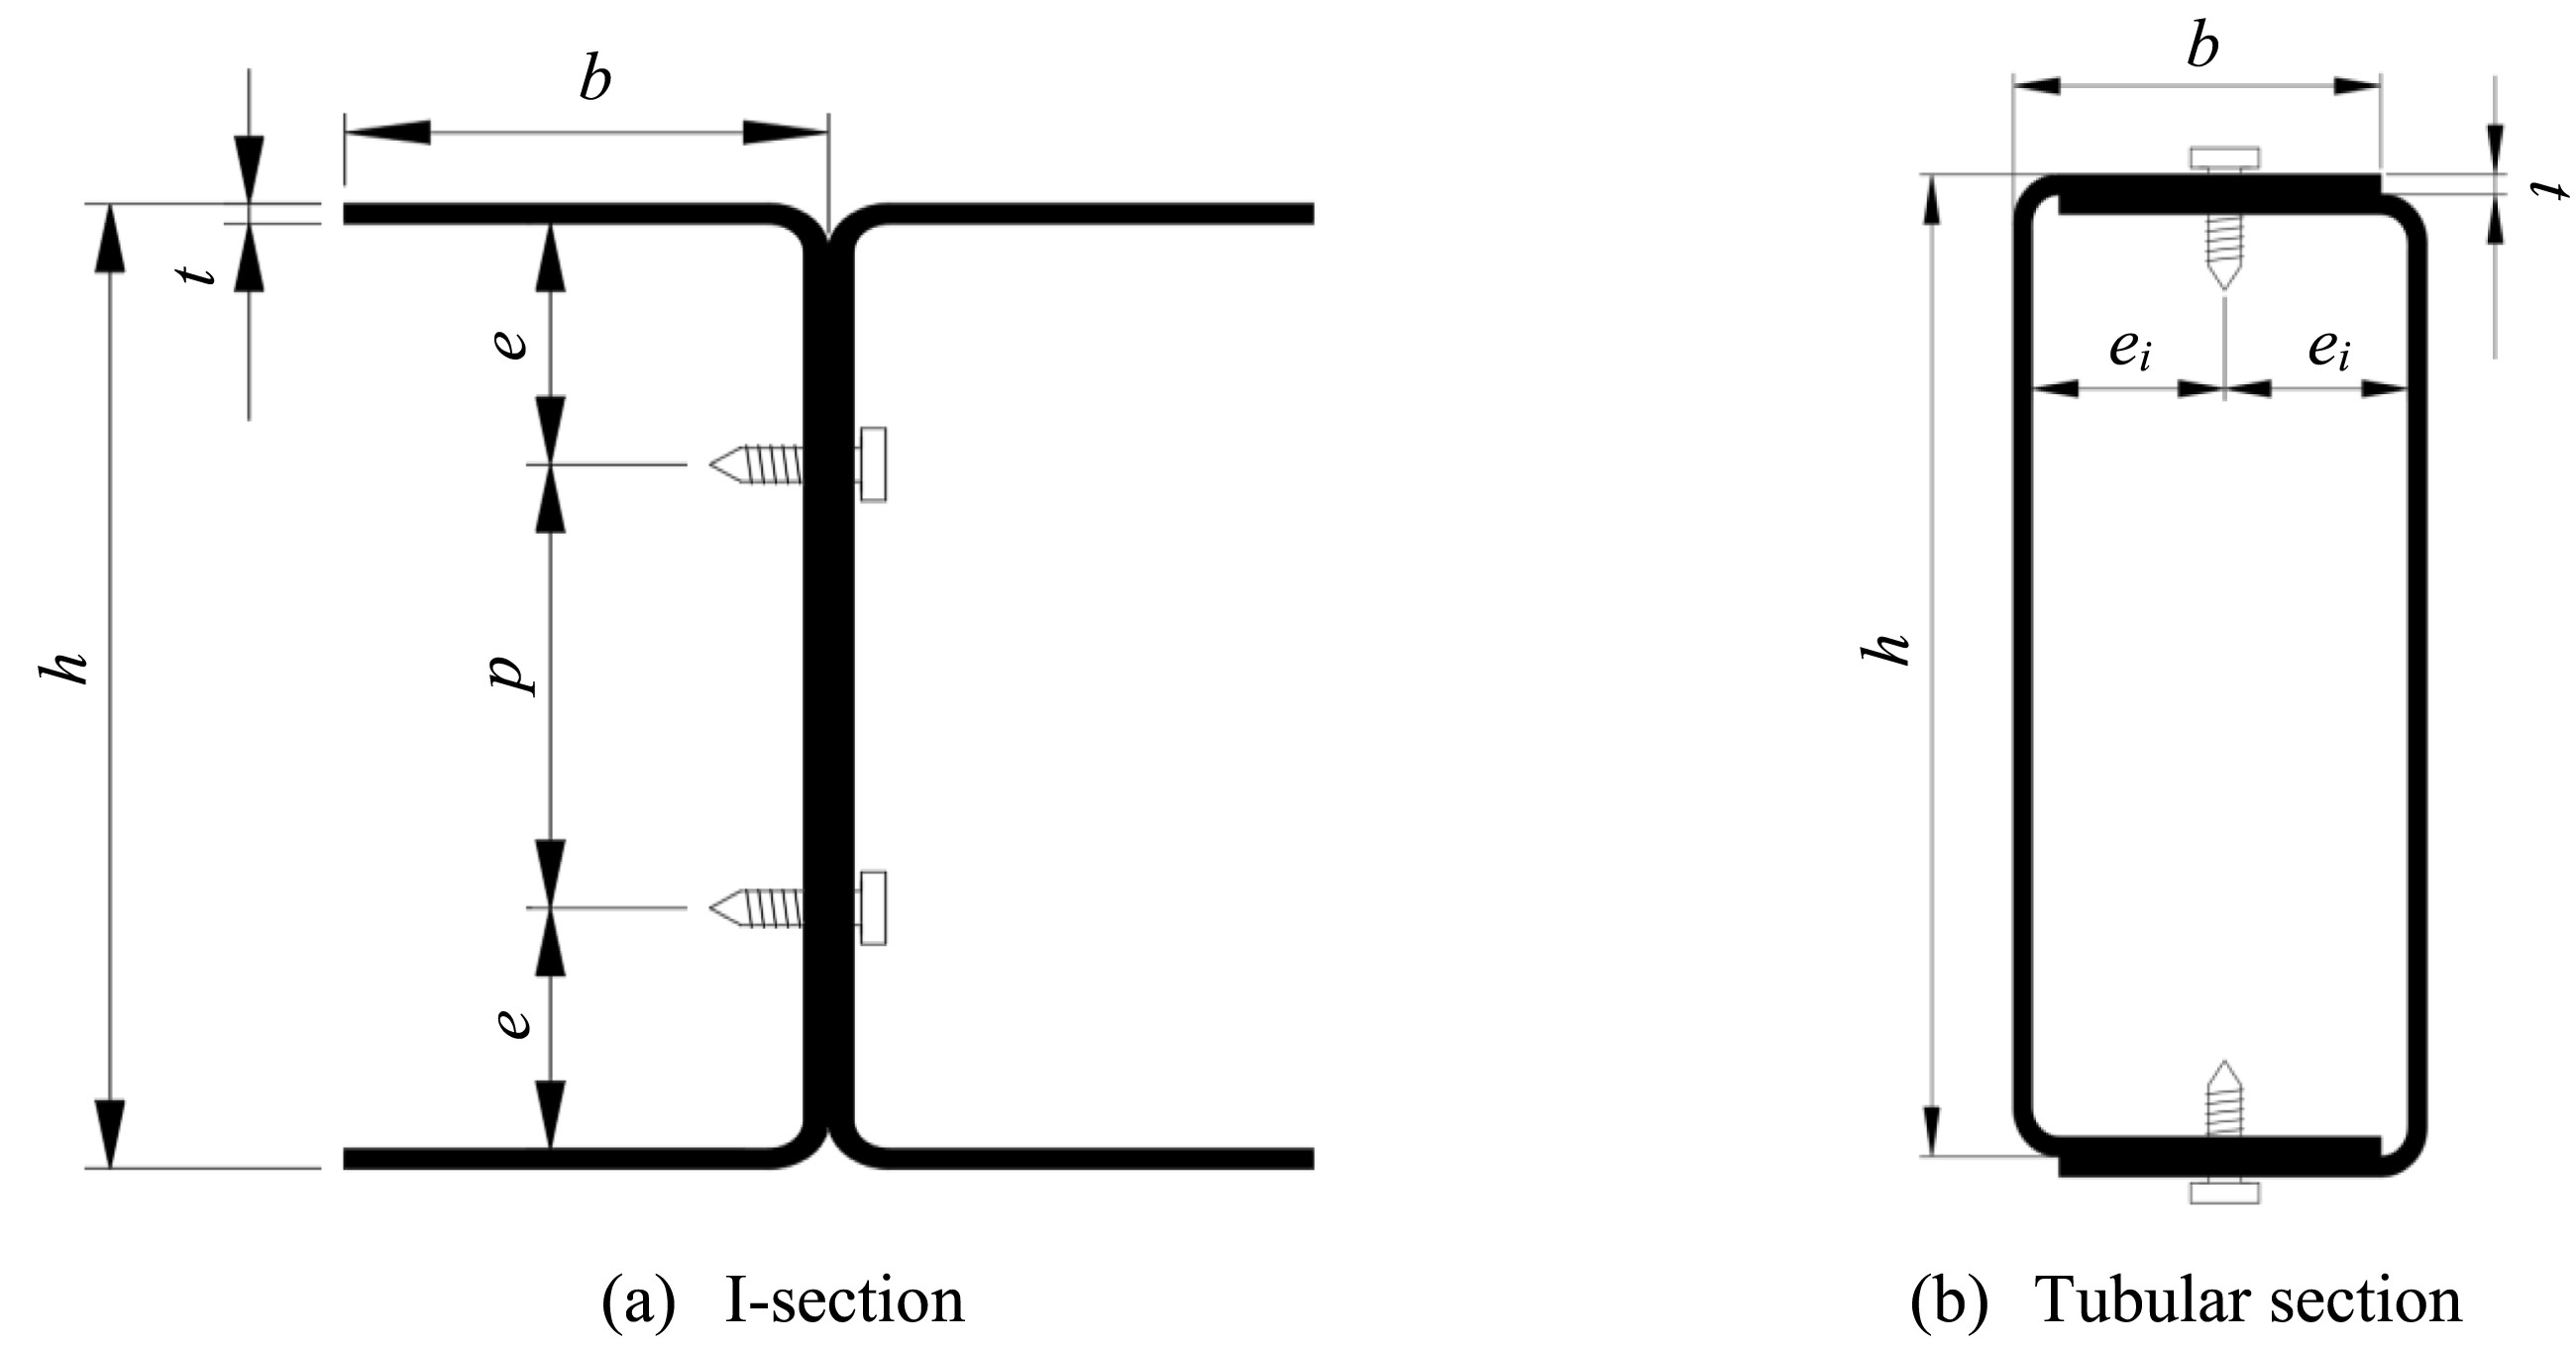 b
t
e
p
h
e
(a) I-section
b
t
e_i e_i
h
(b) Tubular section